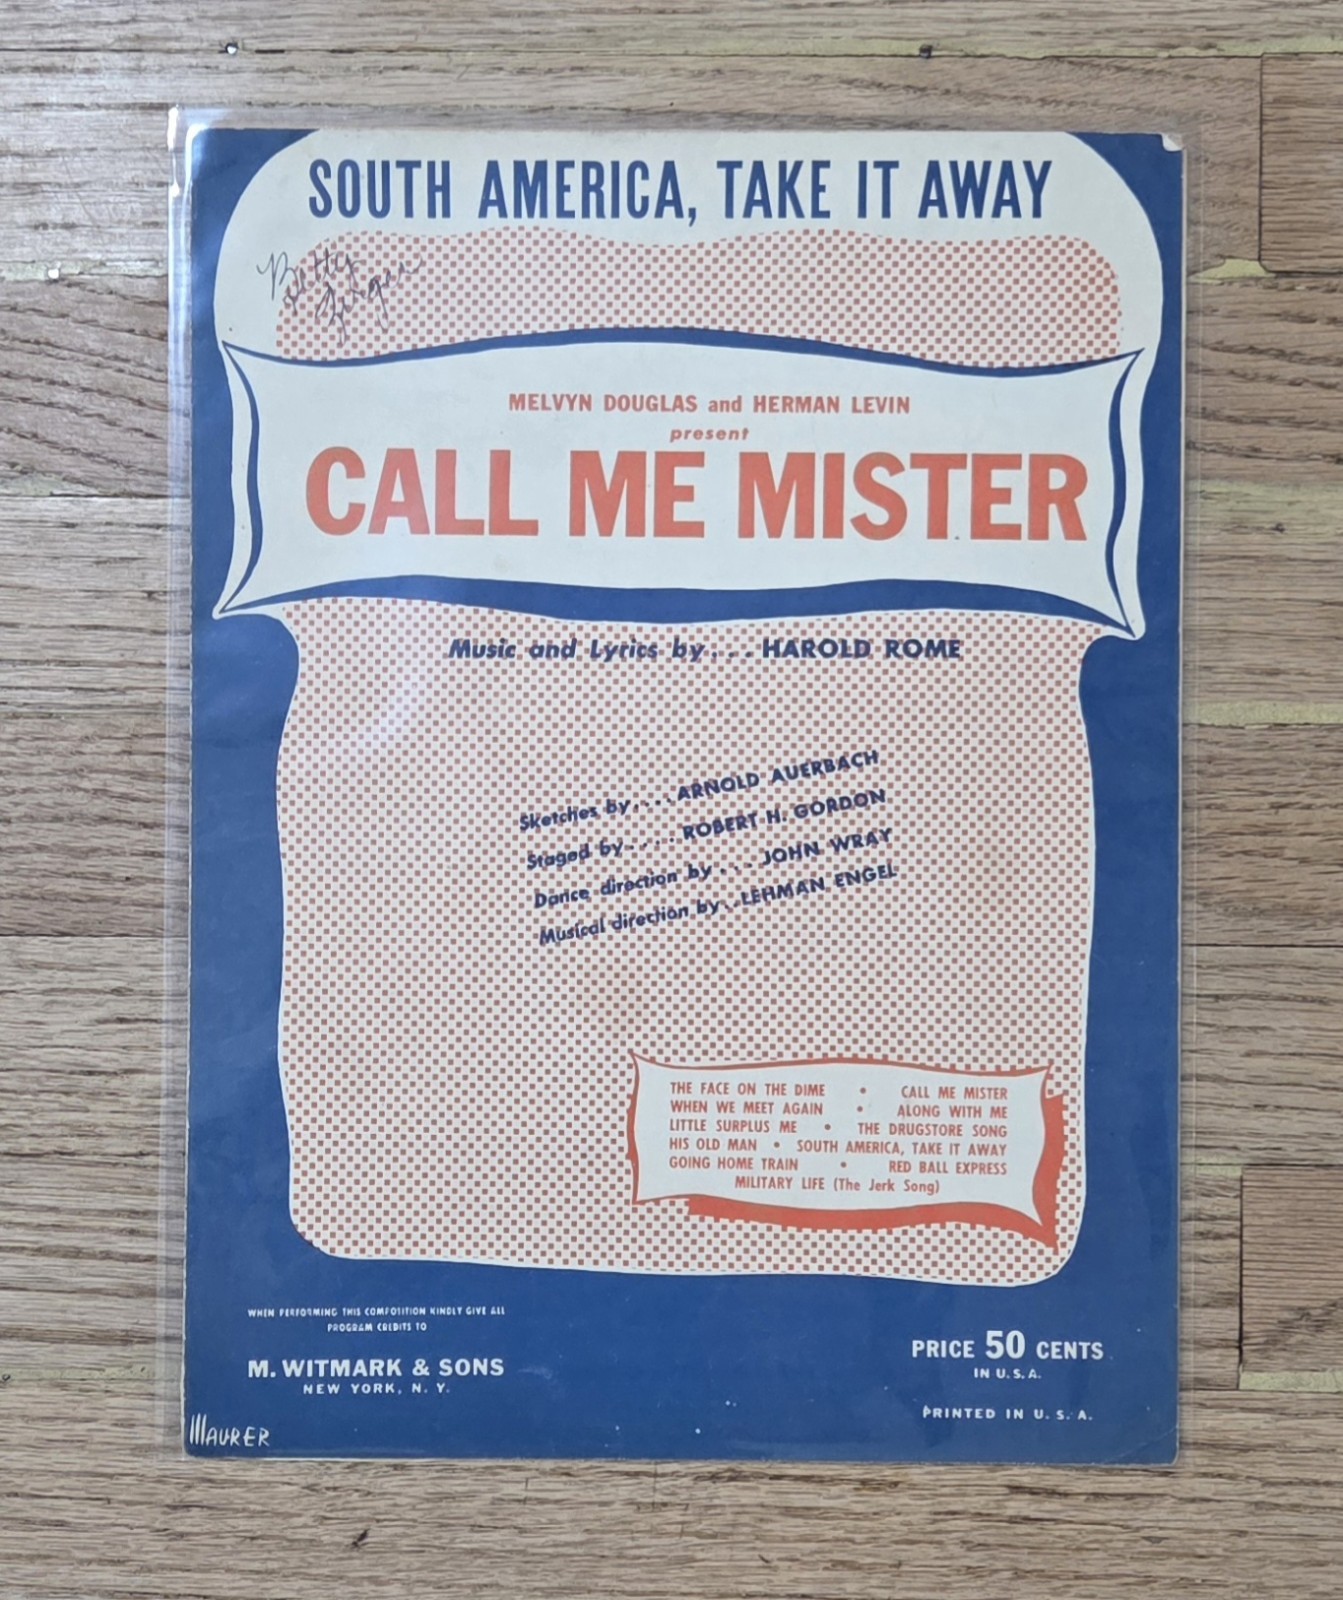 SOUTH AMERICA, TAKE IT AWAY
Betty
MELVYN DOUGLAS and HERMAN LEVIN
present
CALL ME MISTER
Music and Lyrics by... HAROLD ROME
Sketches by.... ARNOLD AUERBACH
Staged by..... ROBERT H. GORDON
Dance direction by... JOHN WRAY
Musical direction by.. LEHMAN ENGEL
THE FACE ON THE DIME • CALL ME MISTER
WHEN WE MEET AGAIN • ALONG WITH ME
LITTLE SURPLUS ME • THE DRUGSTORE SONG
HIS OLD MAN • SOUTH AMERICA, TAKE IT AWAY
GOING HOME TRAIN • RED BALL EXPRESS
MILITARY LIFE (The Jerk Song)
WHEN PERFORMING THIS COMPOSITION KINDLY GIVE ALL
PROGRAM CREDITS TO
M. WITMARK & SONS
NEW YORK, N. Y.
PRICE 50 CENTS
IN U.S.A.
PRINTED IN U.S.A.
MAURER